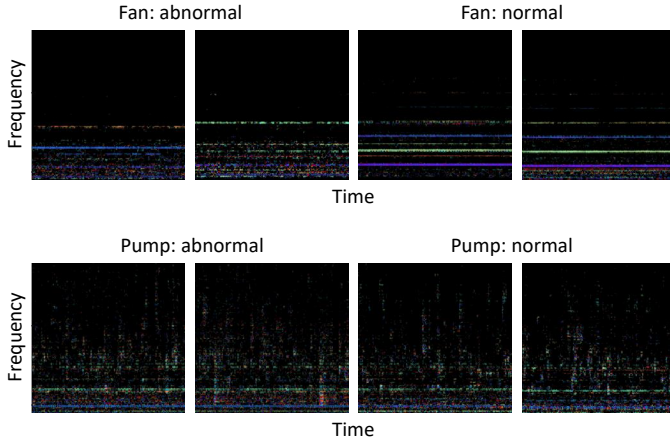 Fan: abnormal
Fan: normal
Frequency
Time
Pump: abnormal
Pump: normal
Frequency
Time